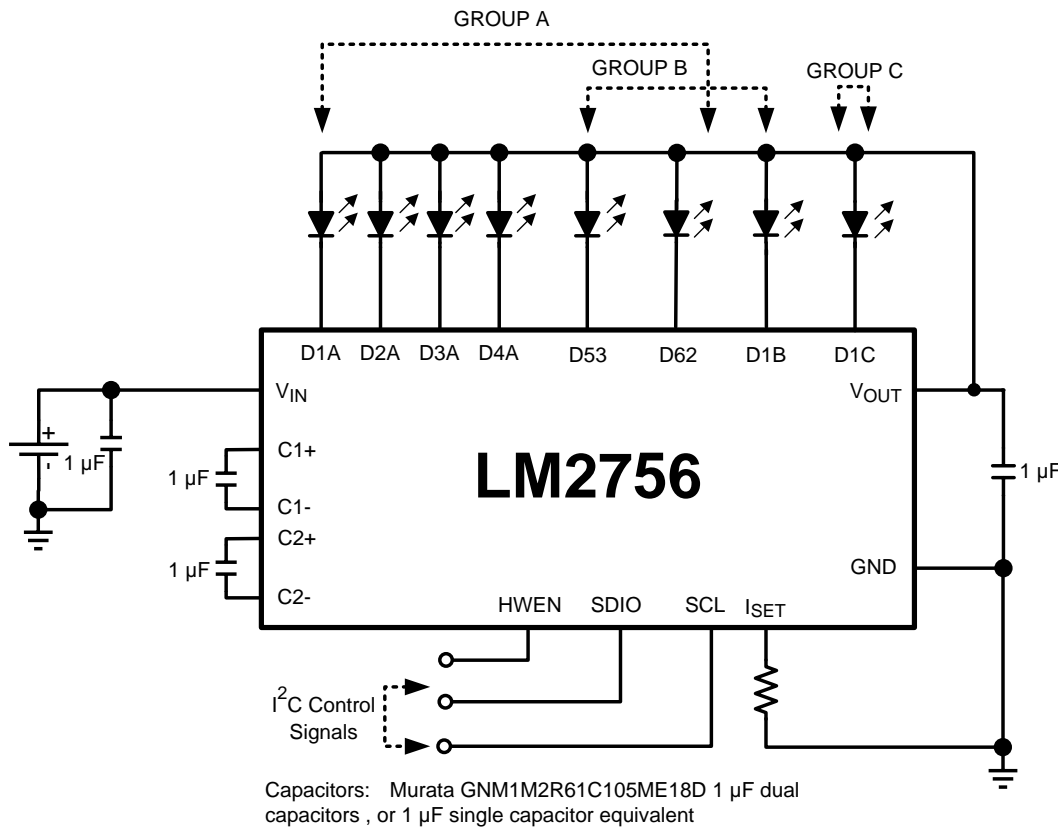 GROUP A
GROUP B
GROUP C
D1A D2A D3A D4A D53 D62 D1B D1C
VIN
VOUT
+
-
1 µF
C1+
1 µF
C1-
LM2756
1 µF
C2+
1 µF
C2-
GND
HWEN SDIO SCL ISET
I2C Control
Signals
Capacitors: Murata GNM1M2R61C105ME18D 1 µF dual
capacitors , or 1 µF single capacitor equivalent